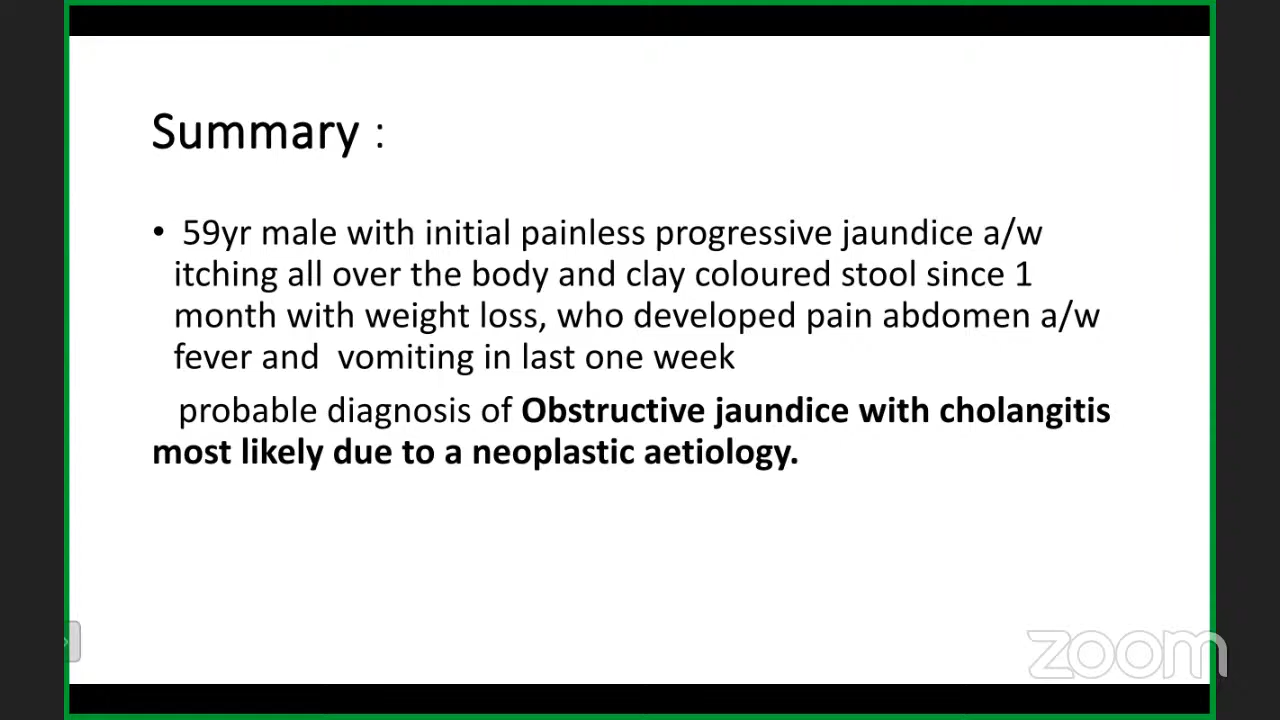 Summary :
• 59yr male with initial painless progressive jaundice a/w
itching all over the body and clay coloured stool since 1
month with weight loss, who developed pain abdomen a/w
fever and  vomiting in last one week
probable diagnosis of Obstructive jaundice with cholangitis
most likely due to a neoplastic aetiology.
zoom